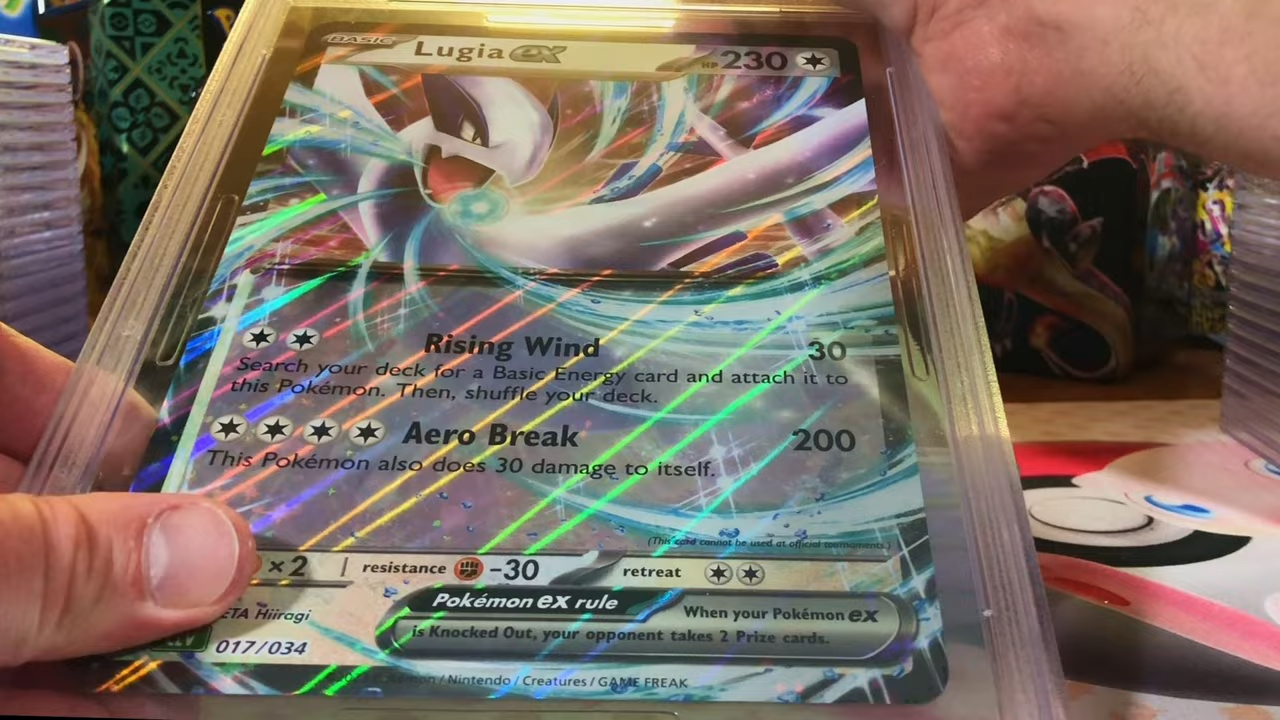 BASIC Lugia ex HP 230
Rising Wind 30
Search your deck for a Basic Energy card and attach it to
this Pokémon. Then, shuffle your deck.
Aero Break 200
This Pokémon also does 30 damage to itself.
(This card cannot be used at official tournaments.)
×2 resistance -30 retreat
Pokémon ex rule When your Pokémon ex
is Knocked Out, your opponent takes 2 Prize cards.
Hiiragi
017/034
/ Nintendo / Creatures / GAME FREAK